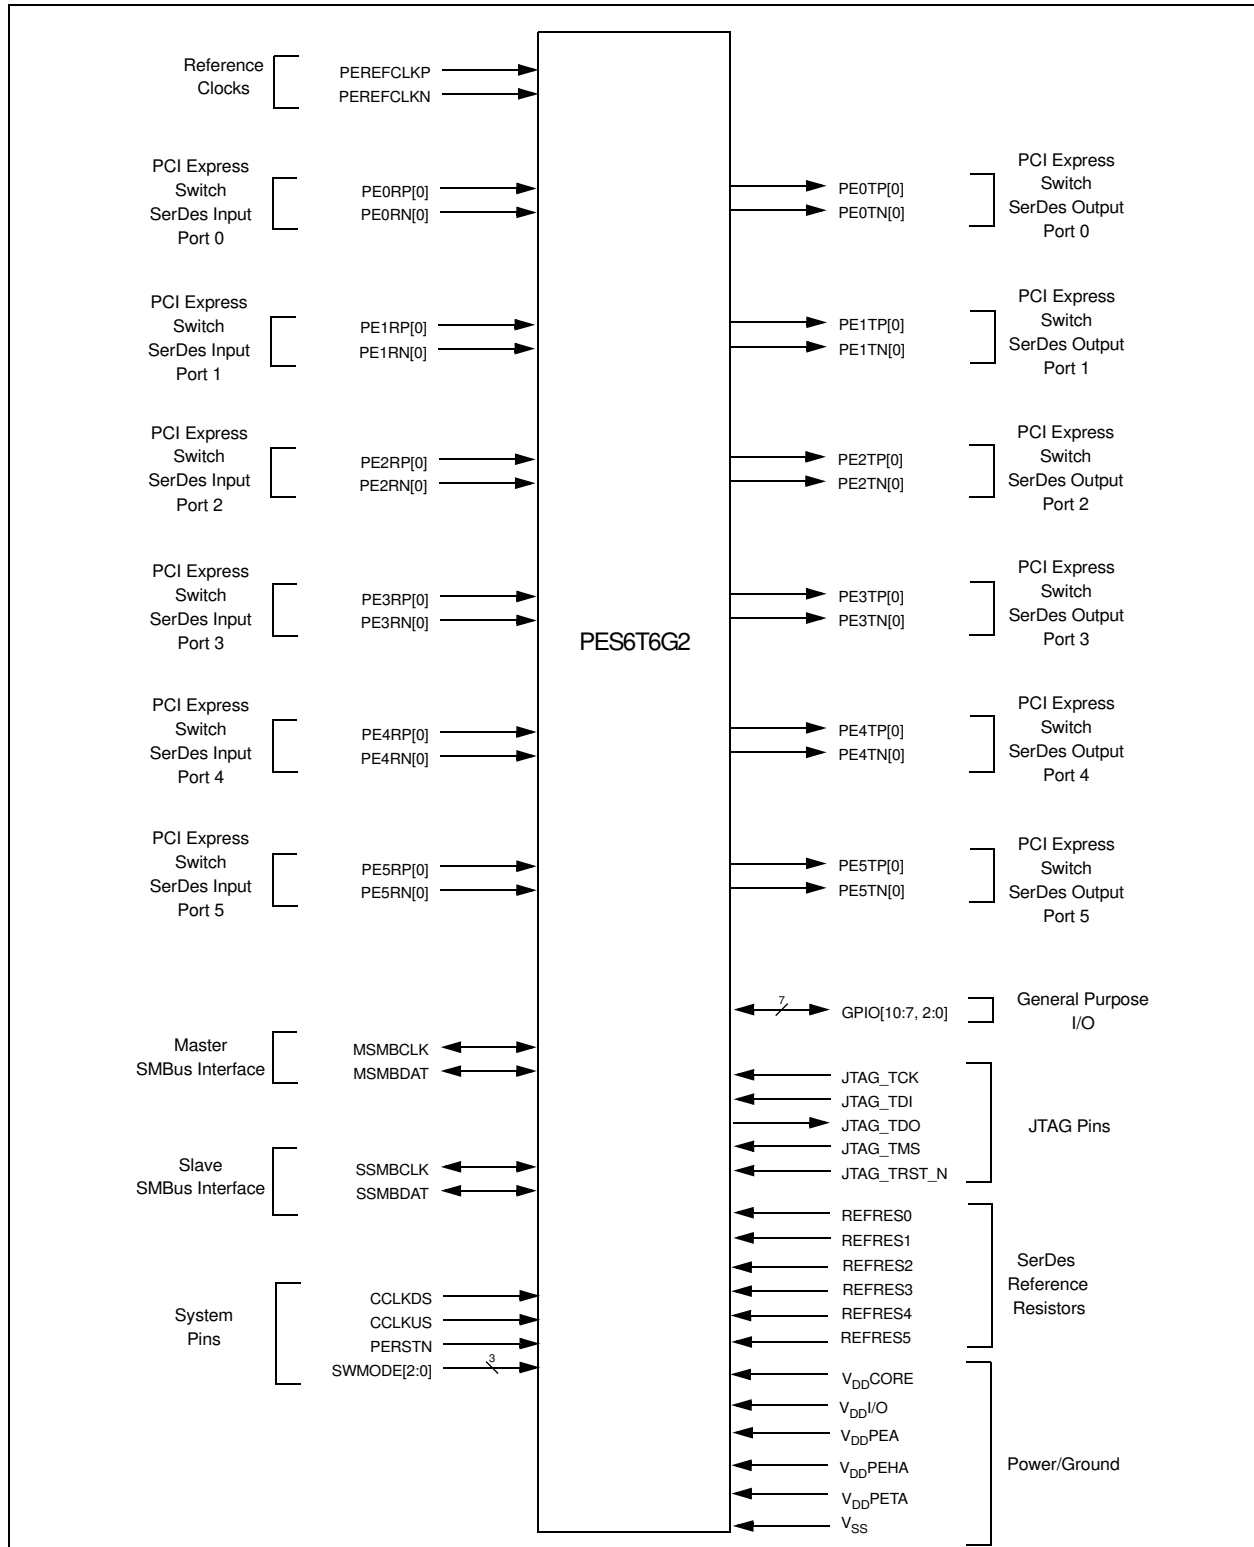 Reference
Clocks
PEREFCLKP
PEREFCLKN
PCI Express
Switch
SerDes Input
Port 0
PE0RP[0]
PE0RN[0]
PCI Express
Switch
SerDes Input
Port 1
PE1RP[0]
PE1RN[0]
PCI Express
Switch
SerDes Input
Port 2
PE2RP[0]
PE2RN[0]
PCI Express
Switch
SerDes Input
Port 3
PE3RP[0]
PE3RN[0]
PCI Express
Switch
SerDes Input
Port 4
PE4RP[0]
PE4RN[0]
PCI Express
Switch
SerDes Input
Port 5
PE5RP[0]
PE5RN[0]
Master
SMBus Interface
MSMBCLK
MSMBDAT
Slave
SMBus Interface
SSMBCLK
SSMBDAT
System
Pins
CCLKDS
CCLKUS
PERSTN
SWMODE[2:0]
3
PES6T6G2
PE0TP[0]
PE0TN[0]
PCI Express
Switch
SerDes Output
Port 0
PE1TP[0]
PE1TN[0]
PCI Express
Switch
SerDes Output
Port 1
PE2TP[0]
PE2TN[0]
PCI Express
Switch
SerDes Output
Port 2
PE3TP[0]
PE3TN[0]
PCI Express
Switch
SerDes Output
Port 3
PE4TP[0]
PE4TN[0]
PCI Express
Switch
SerDes Output
Port 4
PE5TP[0]
PE5TN[0]
PCI Express
Switch
SerDes Output
Port 5
7
GPIO[10:7, 2:0]
General Purpose
I/O
JTAG_TCK
JTAG_TDI
JTAG_TDO
JTAG_TMS
JTAG_TRST_N
JTAG Pins
REFRES0
REFRES1
REFRES2
REFRES3
REFRES4
REFRES5
SerDes
Reference
Resistors
VDDCORE
VDDI/O
VDDPEA
VDDPEHA
VDDPETA
VSS
Power/Ground